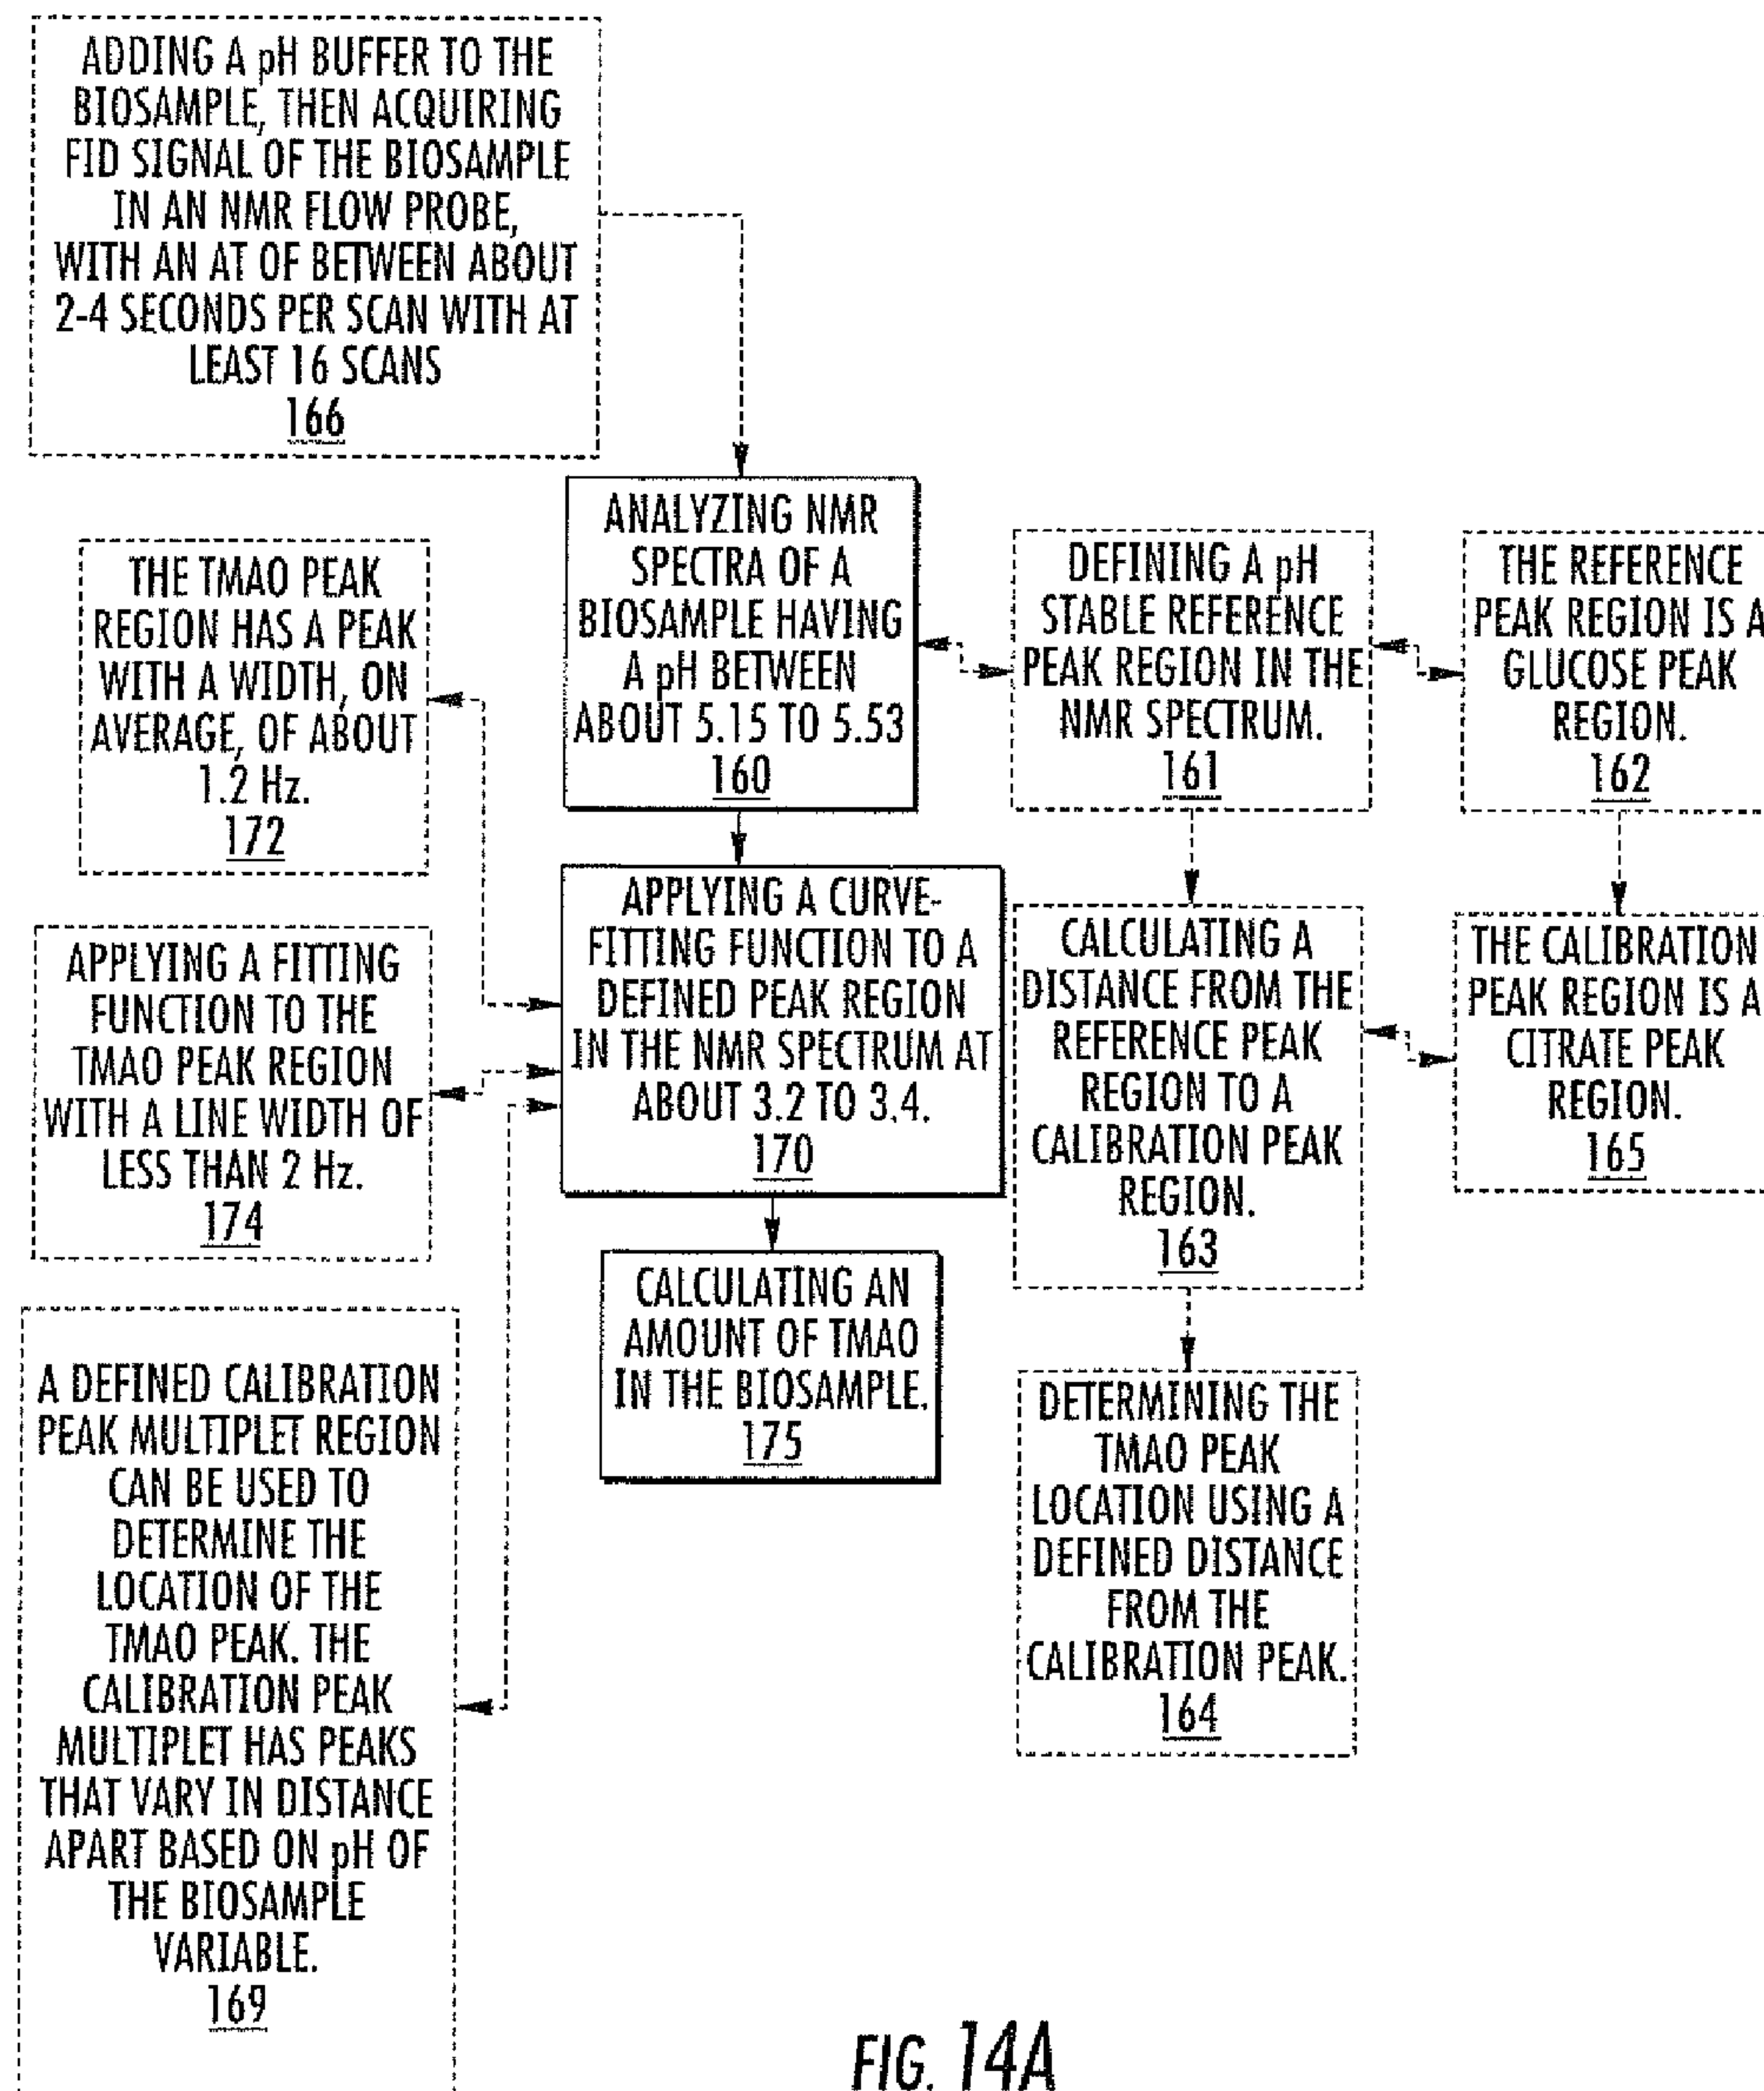 ADDING A pH BUFFER TO THE
BIOSAMPLE, THEN ACQUIRING
FID SIGNAL OF THE BIOSAMPLE
IN AN NMR FLOW PROBE,
WITH AN AT OF BETWEEN ABOUT
2-4 SECONDS PER SCAN WITH AT
LEAST 16 SCANS
166
ANALYZING NMR
SPECTRA OF A
BIOSAMPLE HAVING
A pH BETWEEN
ABOUT 5.15 TO 5.53
160
DEFINING A pH
STABLE REFERENCE
PEAK REGION IN THE
NMR SPECTRUM.
161
THE REFERENCE
PEAK REGION IS A
GLUCOSE PEAK
REGION.
162
THE TMAO PEAK
REGION HAS A PEAK
WITH A WIDTH, ON
AVERAGE, OF ABOUT
1.2 Hz.
172
APPLYING A CURVE-
FITTING FUNCTION TO A
DEFINED PEAK REGION
IN THE NMR SPECTRUM AT
ABOUT 3.2 TO 3.4.
170
CALCULATING A
DISTANCE FROM THE
REFERENCE PEAK
REGION TO A
CALIBRATION PEAK
REGION.
163
THE CALIBRATION
PEAK REGION IS A
CITRATE PEAK
REGION.
165
APPLYING A FITTING
FUNCTION TO THE
TMAO PEAK REGION
WITH A LINE WIDTH OF
LESS THAN 2 Hz.
174
CALCULATING AN
AMOUNT OF TMAO
IN THE BIOSAMPLE.
175
DETERMINING THE
TMAO PEAK
LOCATION USING A
DEFINED DISTANCE
FROM THE
CALIBRATION PEAK.
164
A DEFINED CALIBRATION
PEAK MULTIPLET REGION
CAN BE USED TO
DETERMINE THE
LOCATION OF THE
TMAO PEAK. THE
CALIBRATION PEAK
MULTIPLET HAS PEAKS
THAT VARY IN DISTANCE
APART BASED ON pH OF
THE BIOSAMPLE
VARIABLE.
169
FIG. 14A